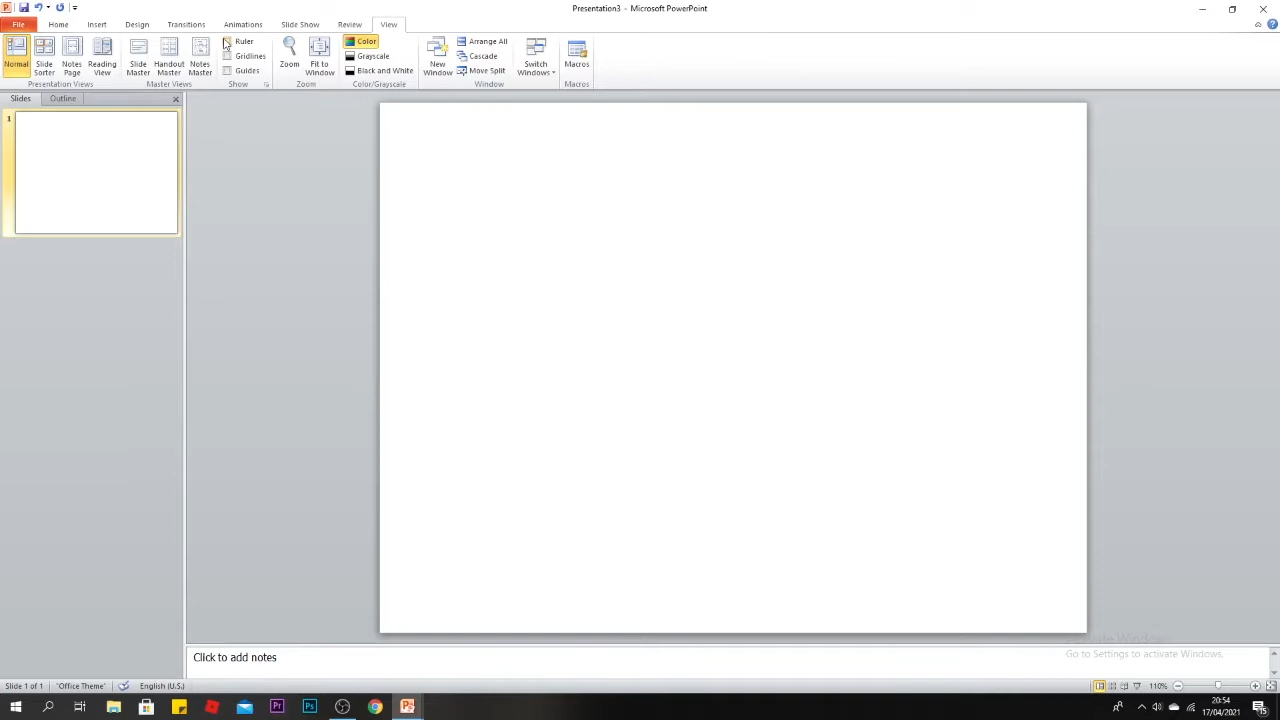 Presentation3 - Microsoft PowerPoint
File Home Insert Design Transitions Animations Slide Show Review View
Normal
Slide Sorter
Notes Page
Reading View
Presentation Views
Slide Master
Handout Master
Notes Master
Master Views
Ruler
Gridlines
Guides
Show
Zoom
Fit to Window
Zoom
Color
Grayscale
Black and White
Color/Grayscale
New Window
Arrange All
Cascade
Move Split
Switch Windows
Window
Macros
Macros
Slides Outline
1
Click to add notes
Activate Windows
Go to Settings to activate Windows.
Slide 1 of 1 "Office Theme" English (U.S.) 110%
20:54
17/04/2021
15